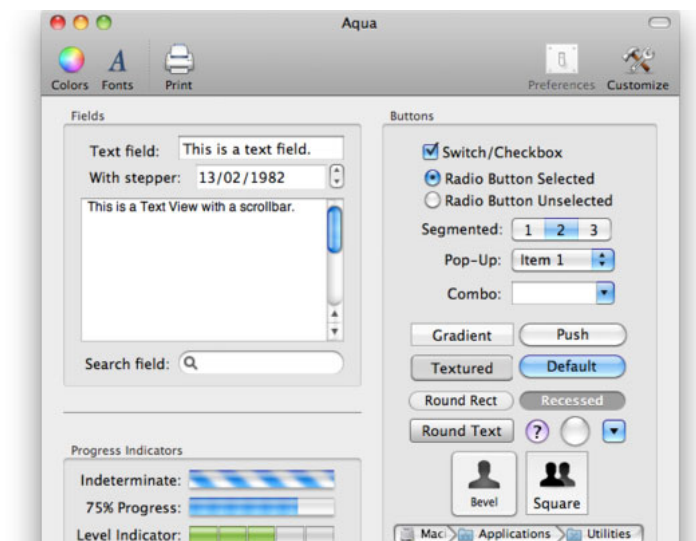 Aqua
Colors Fonts Print Preferences Customize
Fields
Text field: This is a text field.
With stepper: 13/02/1982
This is a Text View with a scrollbar.
Search field:
Progress Indicators
Indeterminate:
75% Progress:
Level Indicator:
Buttons
Switch/Checkbox
Radio Button Selected
Radio Button Unselected
Segmented: 1 2 3
Pop-Up: Item 1
Combo:
Gradient Push
Textured Default
Round Rect Recessed
Round Text ?
Bevel Square
Maci Applications Utilities